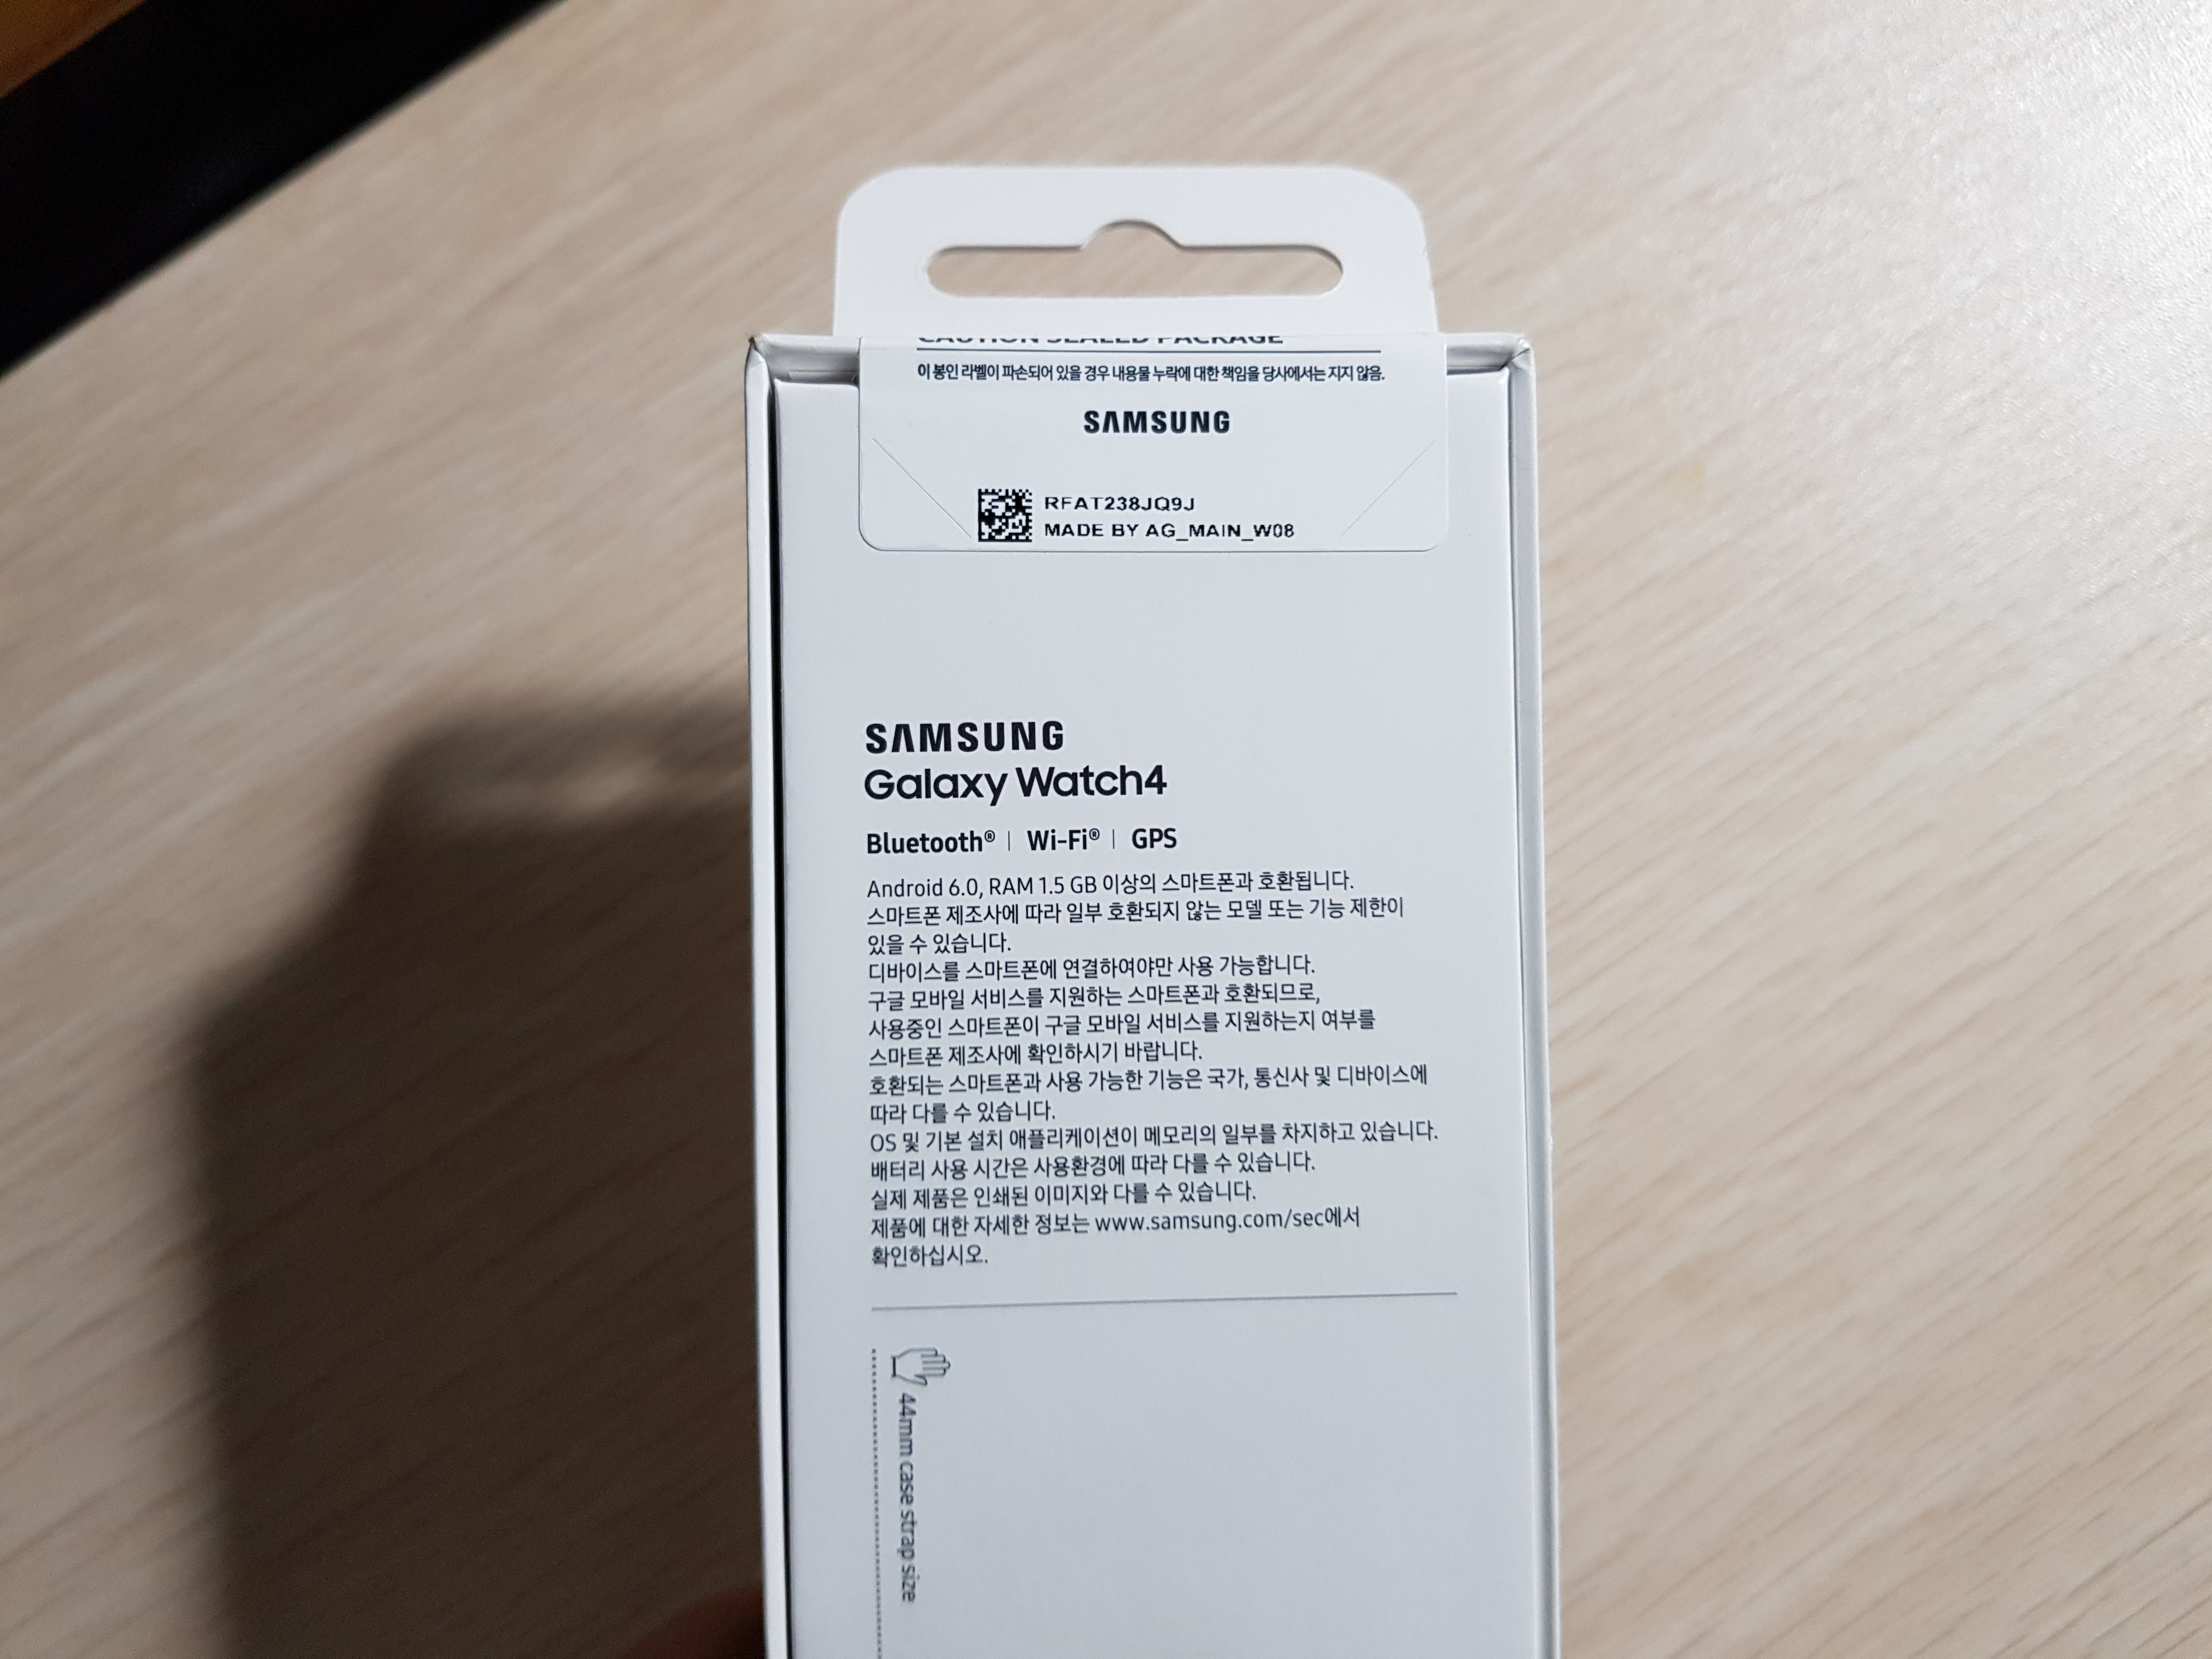 CAUTION SEALED PACKAGE
이 봉인 라벨이 파손되어 있을 경우 내용물 누락에 대한 책임을 당사에서는 지지 않음.
SAMSUNG
RFAT238JQ9J
MADE BY AG_MAIN_W08
SAMSUNG
Galaxy Watch4
Bluetooth® | Wi-Fi® | GPS
Android 6.0, RAM 1.5 GB 이상의 스마트폰과 호환됩니다.
스마트폰 제조사에 따라 일부 호환되지 않는 모델 또는 기능 제한이
있을 수 있습니다.
디바이스를 스마트폰에 연결하여야만 사용 가능합니다.
구글 모바일 서비스를 지원하는 스마트폰과 호환되므로,
사용중인 스마트폰이 구글 모바일 서비스를 지원하는지 여부를
스마트폰 제조사에 확인하시기 바랍니다.
호환되는 스마트폰과 사용 가능한 기능은 국가, 통신사 및 디바이스에
따라 다를 수 있습니다.
OS 및 기본 설치 애플리케이션이 메모리의 일부를 차지하고 있습니다.
배터리 사용 시간은 사용환경에 따라 다를 수 있습니다.
실제 제품은 인쇄된 이미지와 다를 수 있습니다.
제품에 대한 자세한 정보는 www.samsung.com/sec에서
확인하십시오.
44mm case strap size